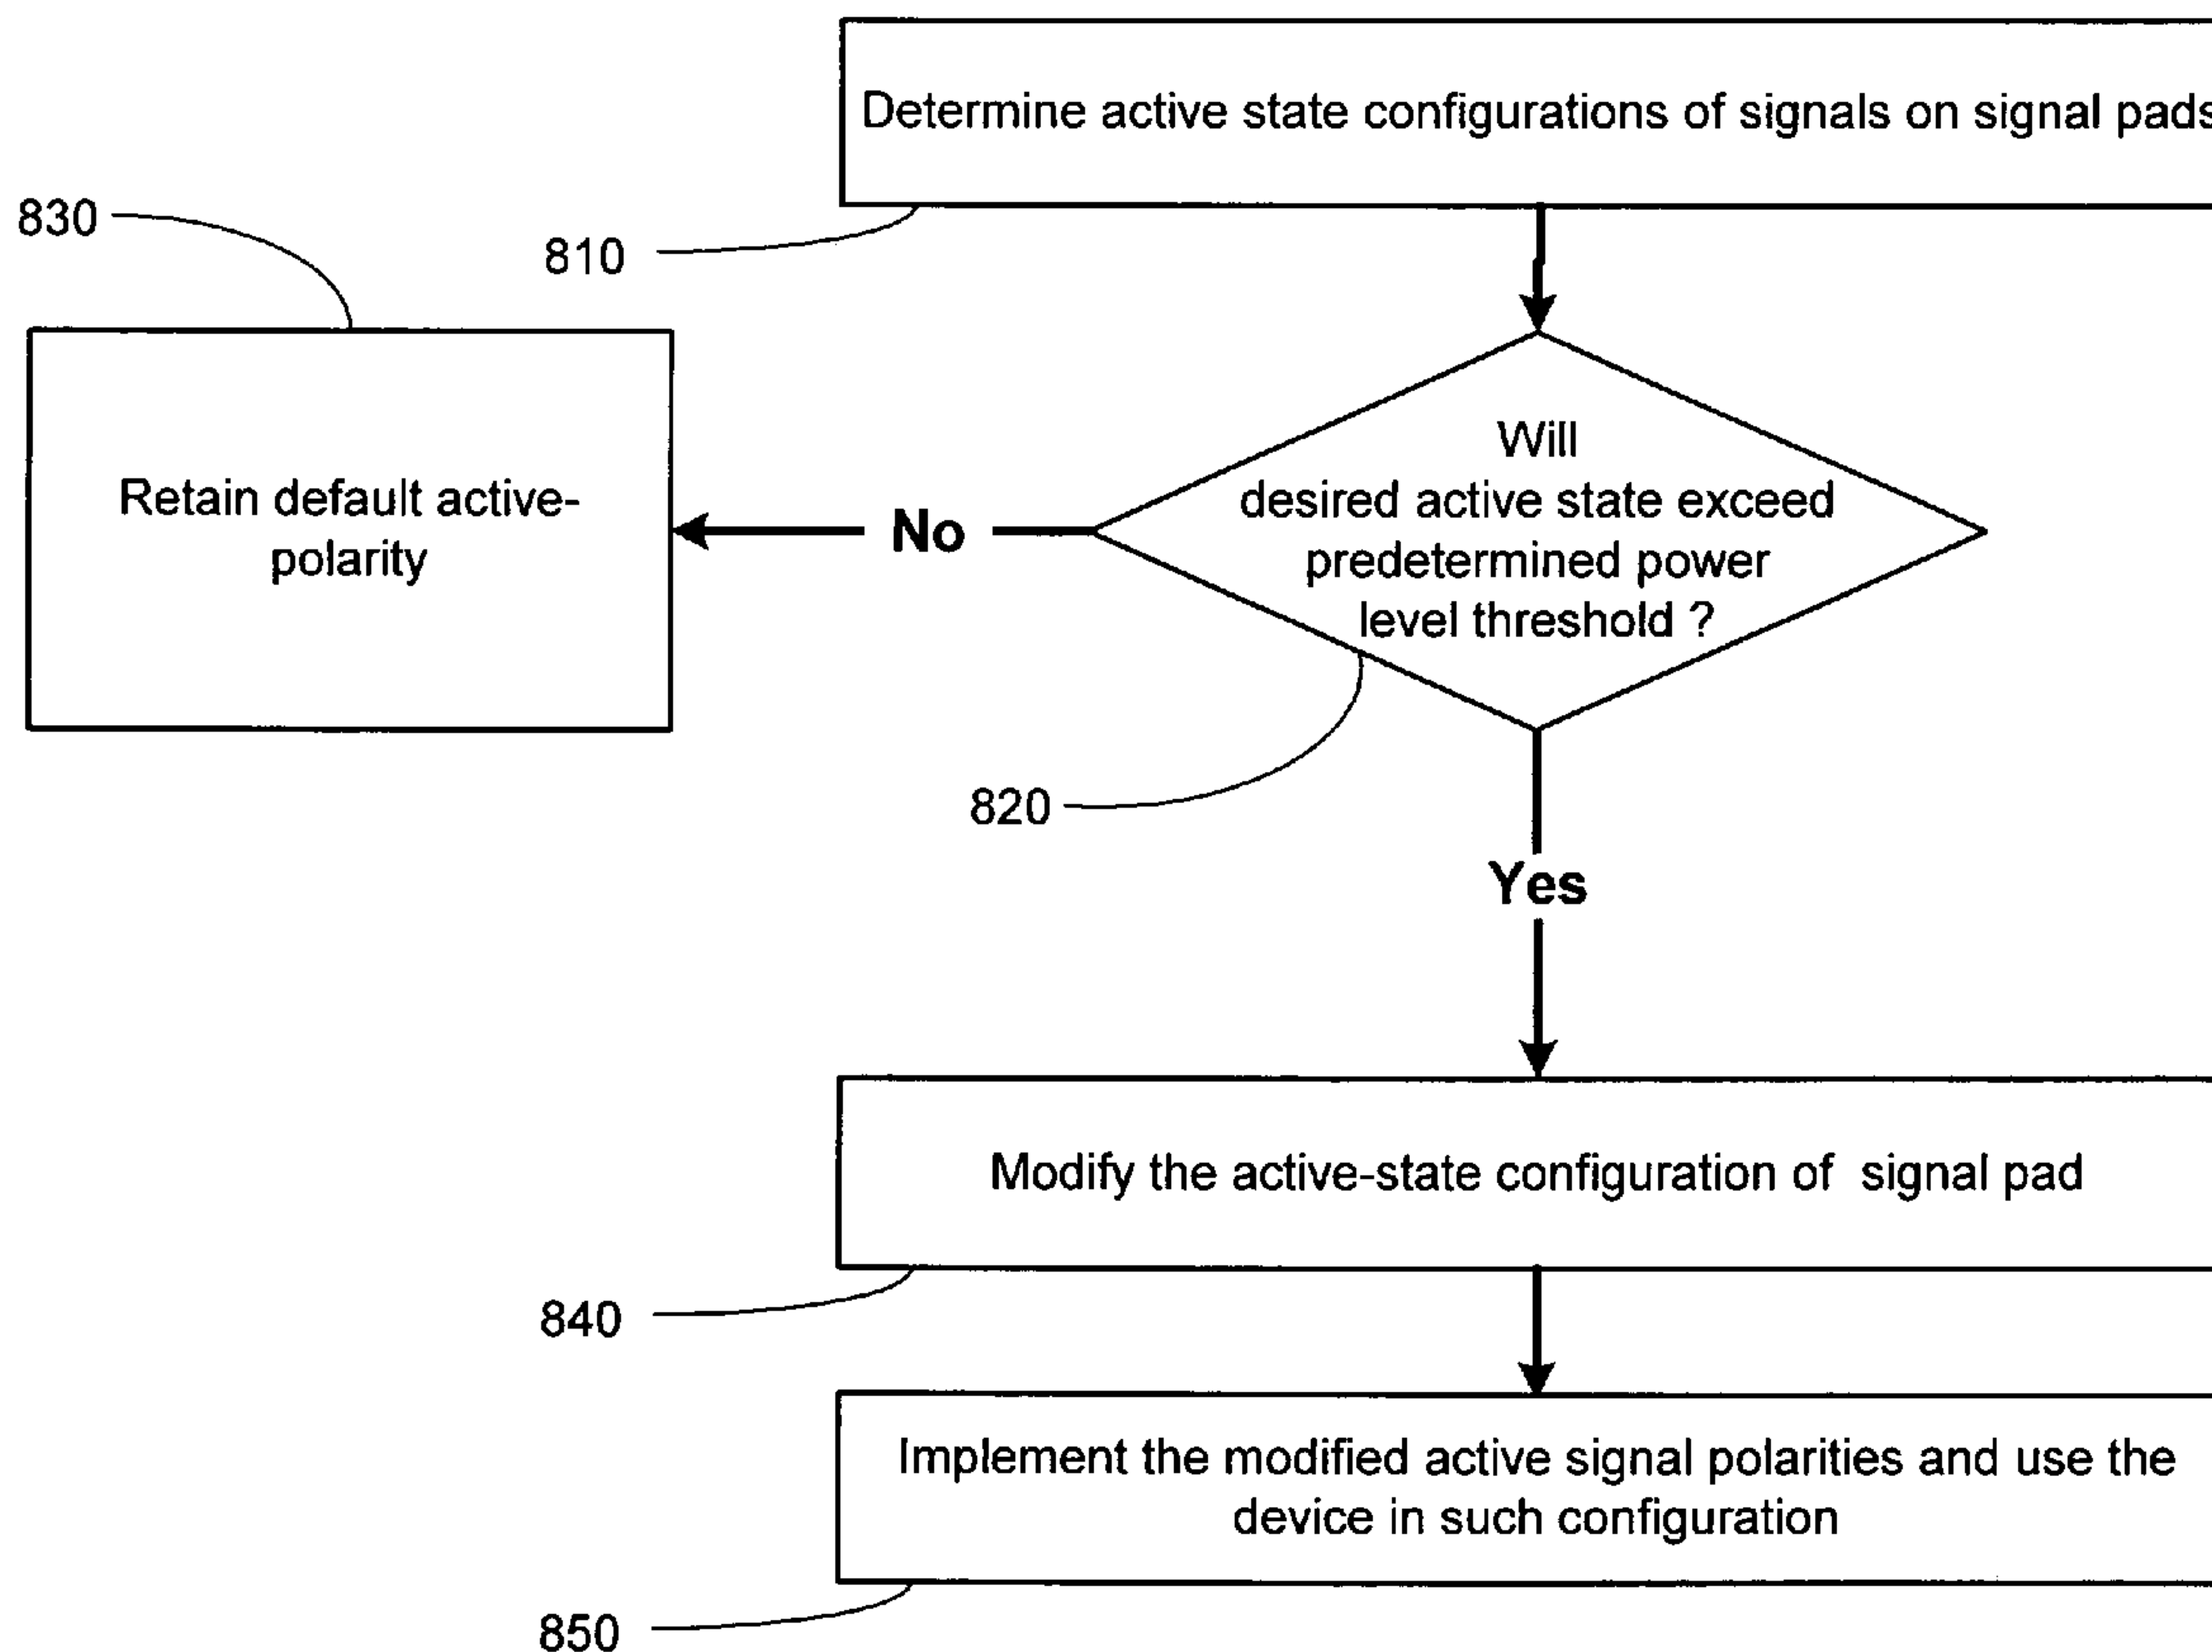 Determine active state configurations of signals on signal pads
830
810
Will
desired active state exceed
predetermined power
level threshold ?
No
Retain default active-
polarity
820
Yes
Modify the active-state configuration of signal pad
840
Implement the modified active signal polarities and use the
device in such configuration
850